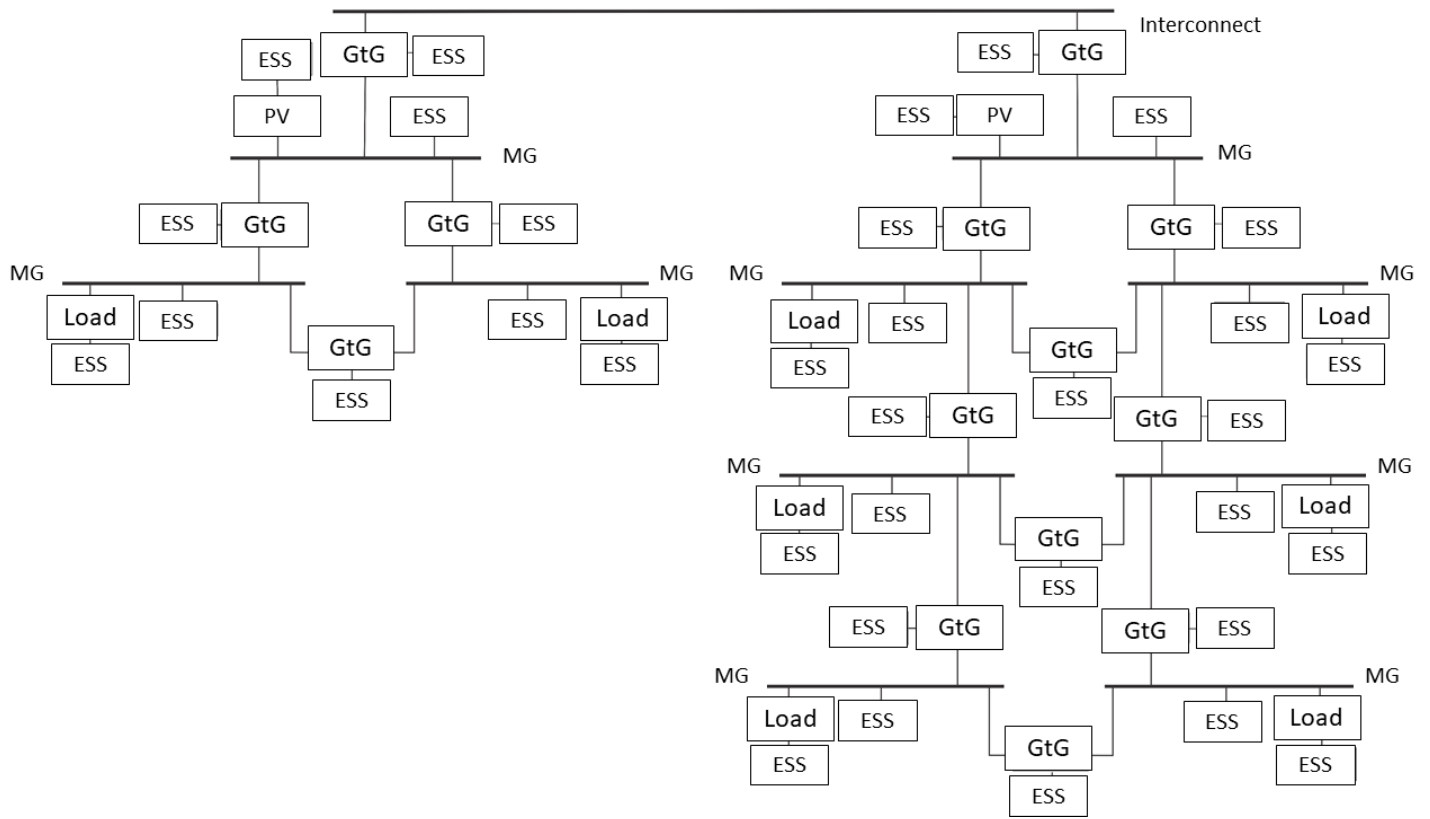 Interconnect
ESS GtG ESS ESS GtG
PV ESS ESS PV ESS
MG MG
ESS GtG GtG ESS ESS GtG GtG ESS
MG MG MG MG
Load ESS ESS Load Load ESS ESS Load
ESS GtG ESS ESS GtG ESS
ESS ESS
ESS GtG GtG ESS
MG MG
Load ESS ESS Load
ESS GtG ESS
ESS
ESS GtG GtG ESS
MG MG
Load ESS ESS Load
ESS GtG ESS
ESS